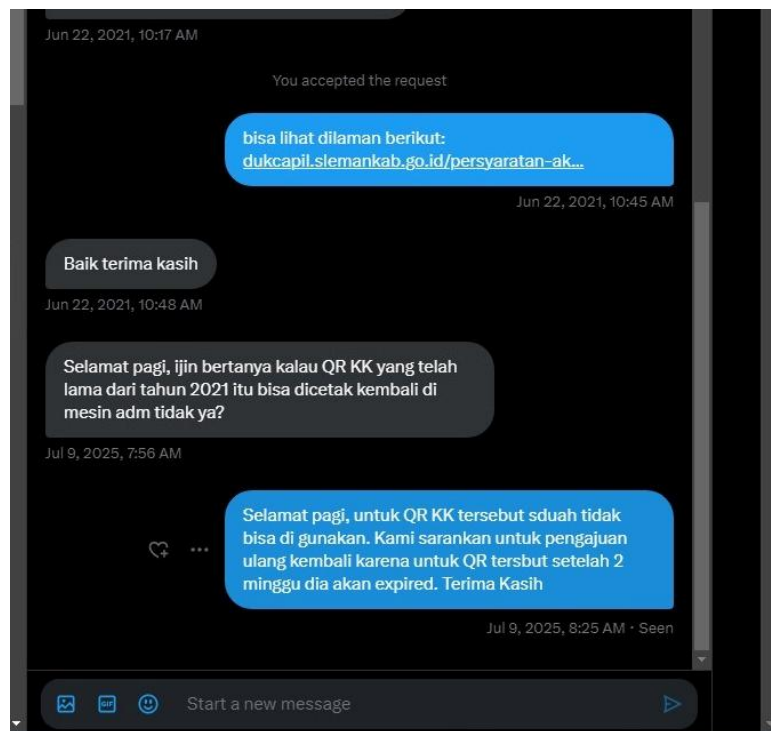 Jun 22, 2021, 10:17 AM
You accepted the request
bisa lihat dilaman berikut:
dukcapil.slemankab.go.id/persyaratan-ak...
Jun 22, 2021, 10:45 AM
Baik terima kasih
Jun 22, 2021, 10:48 AM
Selamat pagi, ijin bertanya kalau QR KK yang telah
lama dari tahun 2021 itu bisa dicetak kembali di
mesin adm tidak ya?
Jul 9, 2025, 7:56 AM
Selamat pagi, untuk QR KK tersebut sduah tidak
bisa di gunakan. Kami sarankan untuk pengajuan
ulang kembali karena untuk QR tersbut setelah 2
minggu dia akan expired. Terima Kasih
Jul 9, 2025, 8:25 AM · Seen
GIF
Start a new message